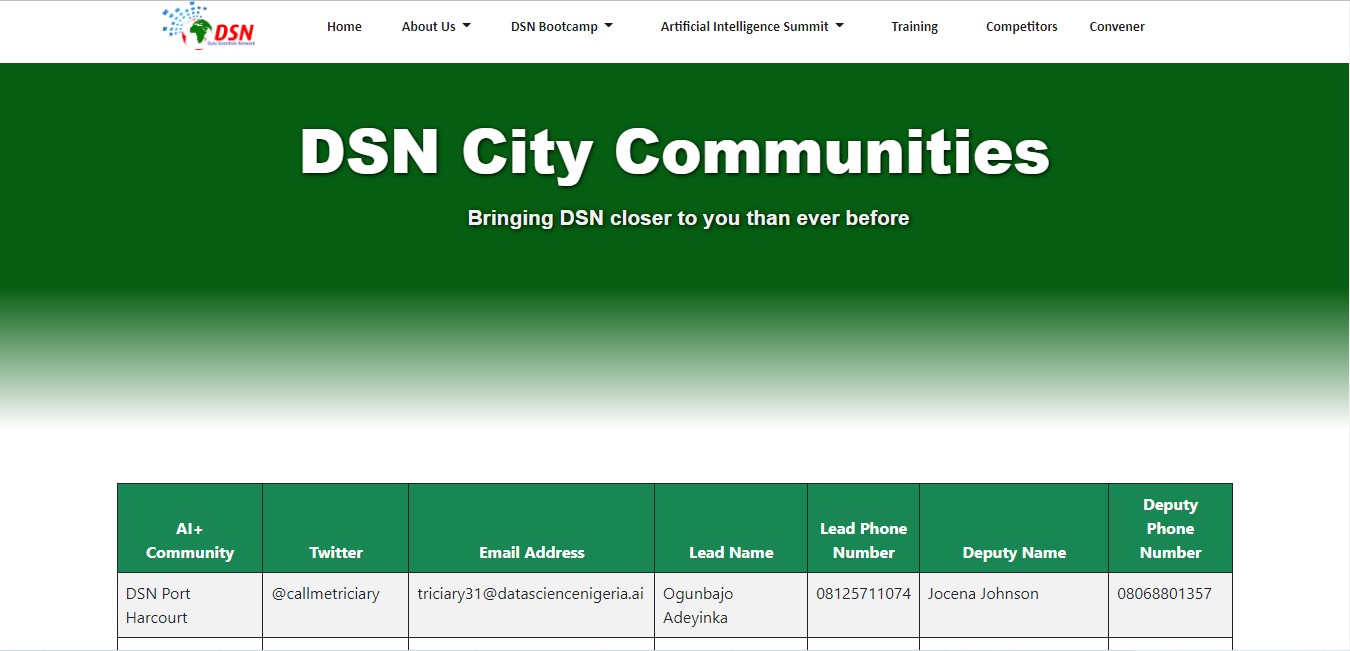 DSN
Data Scientists Network
Home
About Us
DSN Bootcamp
Artificial Intelligence Summit
Training
Competitors
Convener
DSN City Communities
Bringing DSN closer to you than ever before
AI+
Community
Twitter
Email Address
Lead Name
Lead Phone
Number
Deputy Name
Deputy
Phone
Number
DSN Port
Harcourt
@callmetriciary
triciary31@datasciencenigeria.ai
Ogunbajo
Adeyinka
08125711074
Jocena Johnson
08068801357